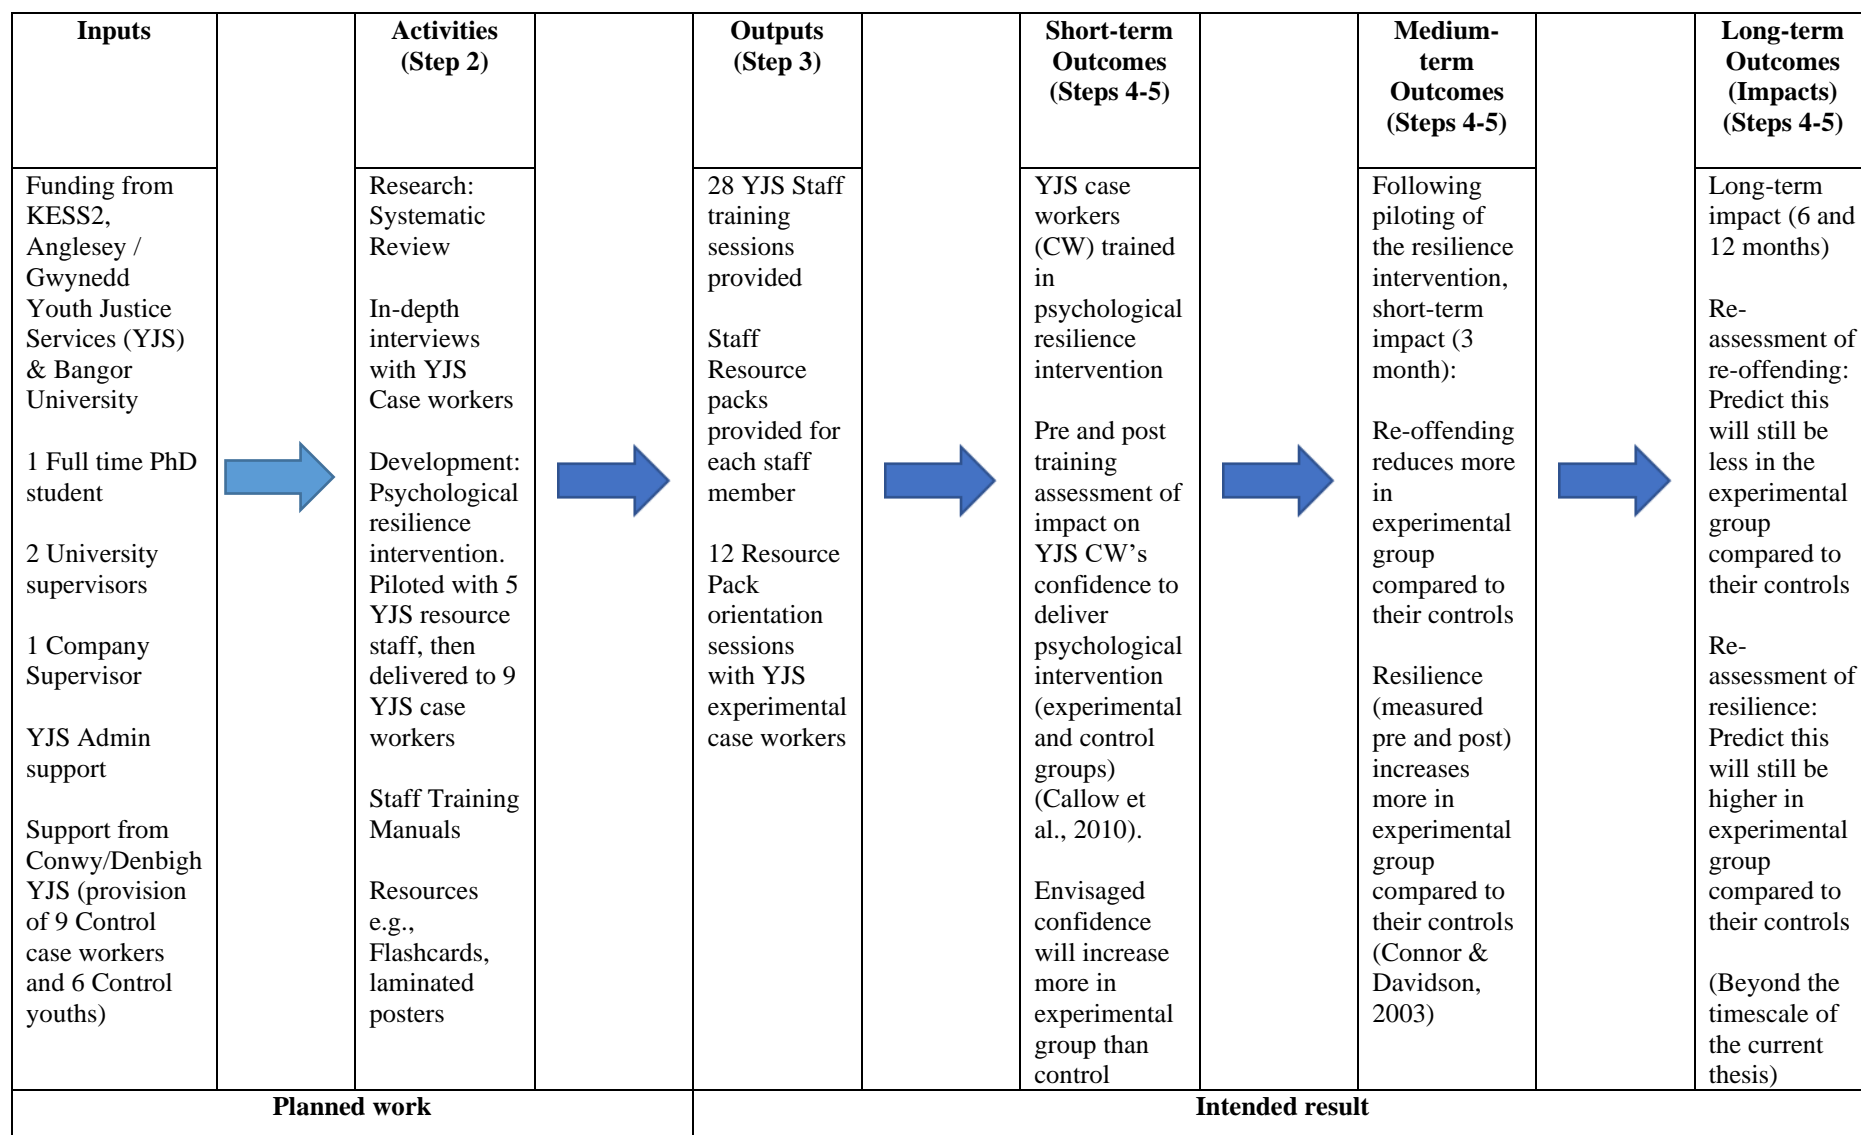 Inputs
Activities
(Step 2)
Outputs
(Step 3)
Short-term
Outcomes
(Steps 4-5)
Medium-
term
Outcomes
(Steps 4-5)
Long-term
Outcomes
(Impacts)
(Steps 4-5)
Funding from
KESS2,
Anglesey /
Gwynedd
Youth Justice
Services (YJS)
& Bangor
University
1 Full time PhD
student
2 University
supervisors
1 Company
Supervisor
YJS Admin
support
Support from
Conwy/Denbigh
YJS (provision
of 9 Control
case workers
and 6 Control
youths)
Research:
Systematic
Review
In-depth
interviews
with YJS
Case workers
Development:
Psychological
resilience
intervention.
Piloted with 5
YJS resource
staff, then
delivered to 9
YJS case
workers
Staff Training
Manuals
Resources
e.g.,
Flashcards,
laminated
posters
28 YJS Staff
training
sessions
provided
Staff
Resource
packs
provided for
each staff
member
12 Resource
Pack
orientation
sessions
with YJS
experimental
case workers
YJS case
workers
(CW) trained
in
psychological
resilience
intervention
Pre and post
training
assessment of
impact on
YJS CW’s
confidence to
deliver
psychological
intervention
(experimental
and control
groups)
(Callow et
al., 2010).
Envisaged
confidence
will increase
more in
experimental
group than
control
Following
piloting of
the resilience
intervention,
short-term
impact (3
month):
Re-offending
reduces more
in
experimental
group
compared to
their controls
Resilience
(measured
pre and post)
increases
more in
experimental
group
compared to
their controls
(Connor &
Davidson,
2003)
Long-term
impact (6 and
12 months)
Re-
assessment of
re-offending:
Predict this
will still be
less in the
experimental
group
compared to
their controls
Re-
assessment of
resilience:
Predict this
will still be
higher in
experimental
group
compared to
their controls
(Beyond the
timescale of
the current
thesis)
Planned work
Intended result